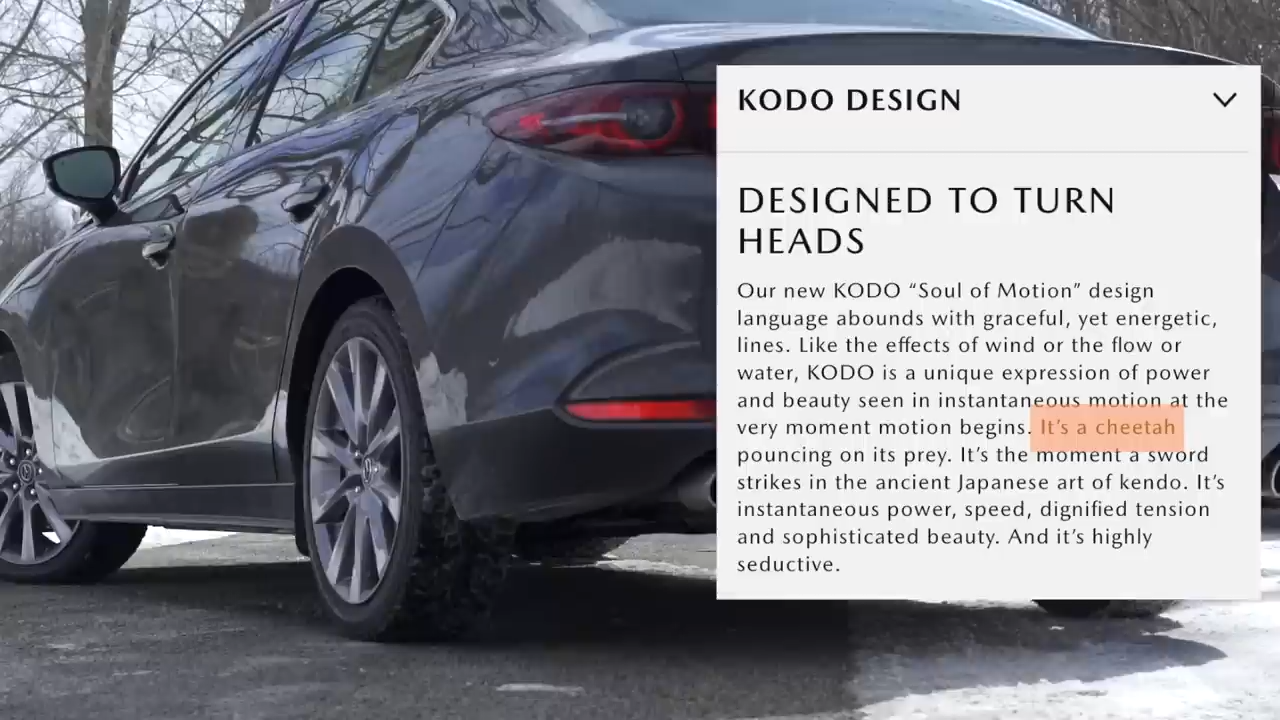 KODO DESIGN
DESIGNED TO TURN
HEADS
Our new KODO “Soul of Motion” design
language abounds with graceful, yet energetic,
lines. Like the effects of wind or the flow or
water, KODO is a unique expression of power
and beauty seen in instantaneous motion at the
very moment motion begins. It’s a cheetah
pouncing on its prey. It’s the moment a sword
strikes in the ancient Japanese art of kendo. It’s
instantaneous power, speed, dignified tension
and sophisticated beauty. And it’s highly
seductive.